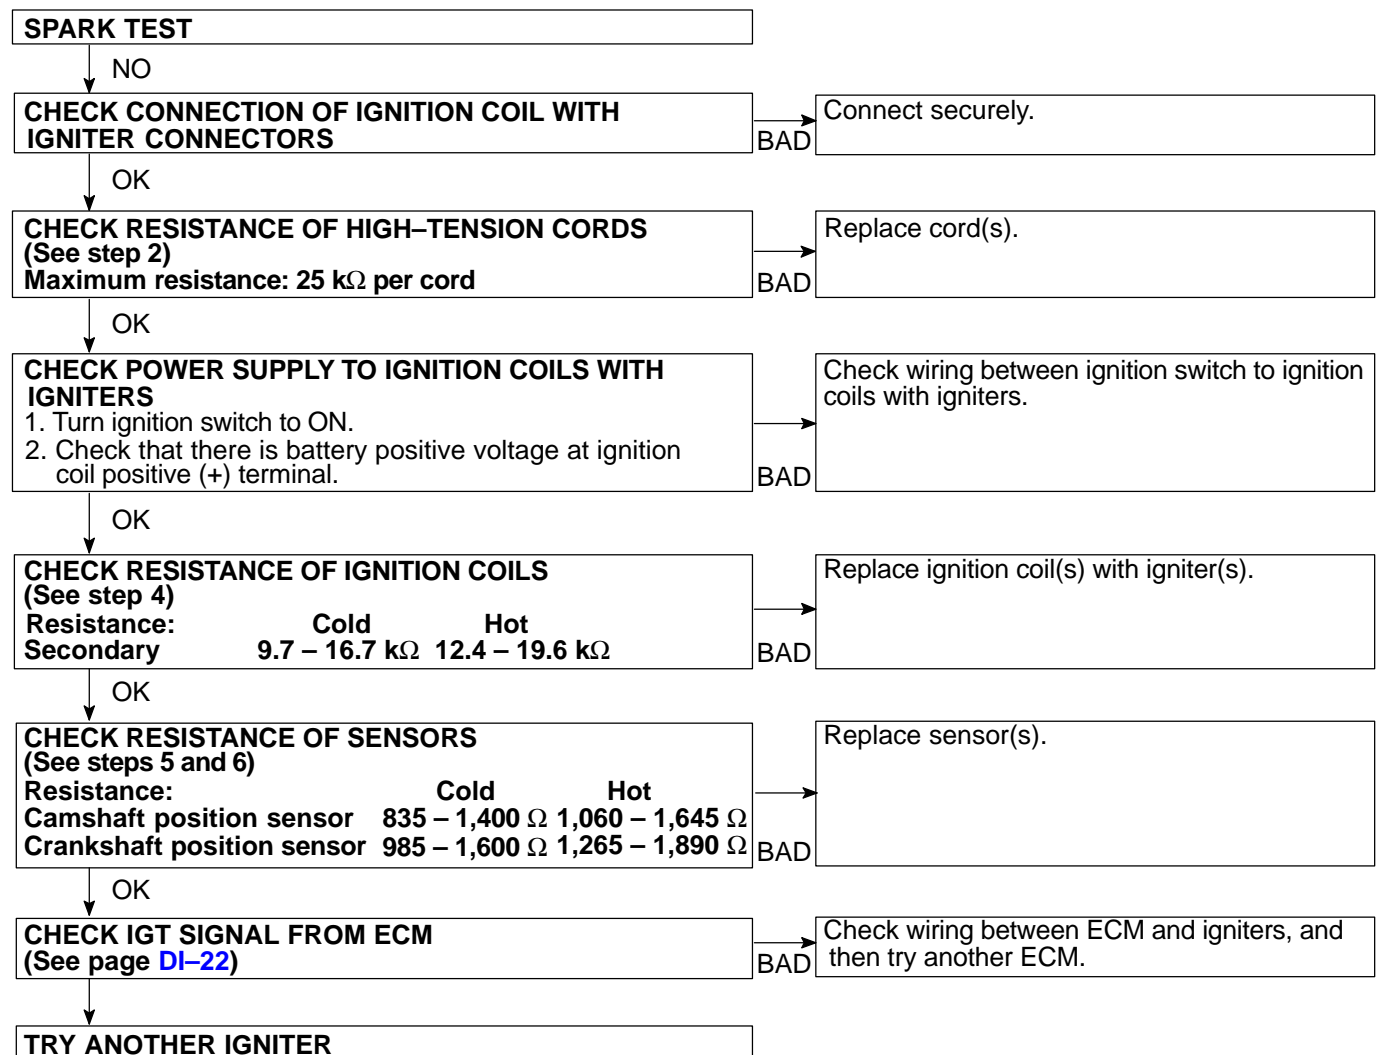 SPARK TEST
NO
CHECK CONNECTION OF IGNITION COIL WITH
IGNITER CONNECTORS
BAD
Connect securely.
OK
CHECK RESISTANCE OF HIGH–TENSION CORDS
(See step 2)
Maximum resistance: 25 kΩ per cord
BAD
Replace cord(s).
OK
CHECK POWER SUPPLY TO IGNITION COILS WITH
IGNITERS
1. Turn ignition switch to ON.
2. Check that there is battery positive voltage at ignition
coil positive (+) terminal.
BAD
Check wiring between ignition switch to ignition
coils with igniters.
OK
CHECK RESISTANCE OF IGNITION COILS
(See step 4)
Resistance: Cold Hot
Secondary 9.7 – 16.7 kΩ 12.4 – 19.6 kΩ
BAD
Replace ignition coil(s) with igniter(s).
OK
CHECK RESISTANCE OF SENSORS
(See steps 5 and 6)
Resistance: Cold Hot
Camshaft position sensor 835 – 1,400 Ω 1,060 – 1,645 Ω
Crankshaft position sensor 985 – 1,600 Ω 1,265 – 1,890 Ω
BAD
Replace sensor(s).
OK
CHECK IGT SIGNAL FROM ECM
(See page DI–22)
BAD
Check wiring between ECM and igniters, and
then try another ECM.
TRY ANOTHER IGNITER